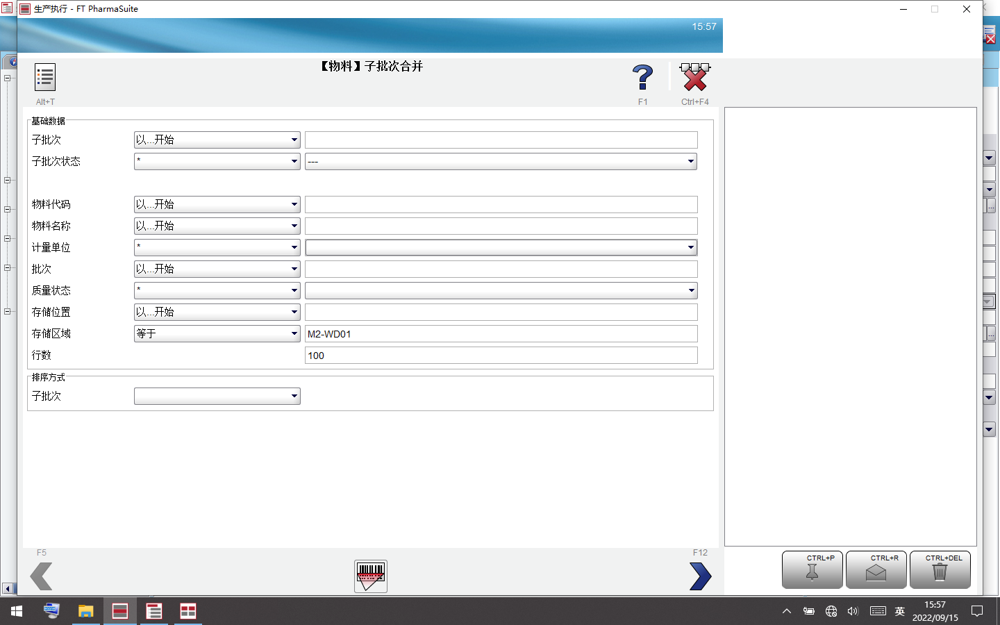 生产执行 - FT PharmaSuite
15:57
【物料】子批次合并
Alt+T
F1
Ctrl+F4
基础数据
子批次 以...开始
子批次状态 * ---
物料代码 以...开始
物料名称 以...开始
计量单位 *
批次 以...开始
质量状态 *
存储位置 以...开始
存储区域 等于 M2-WD01
行数 100
排序方式
子批次
F5
F12
CTRL+P
CTRL+R
CTRL+DEL
英
15:57
2022/09/15